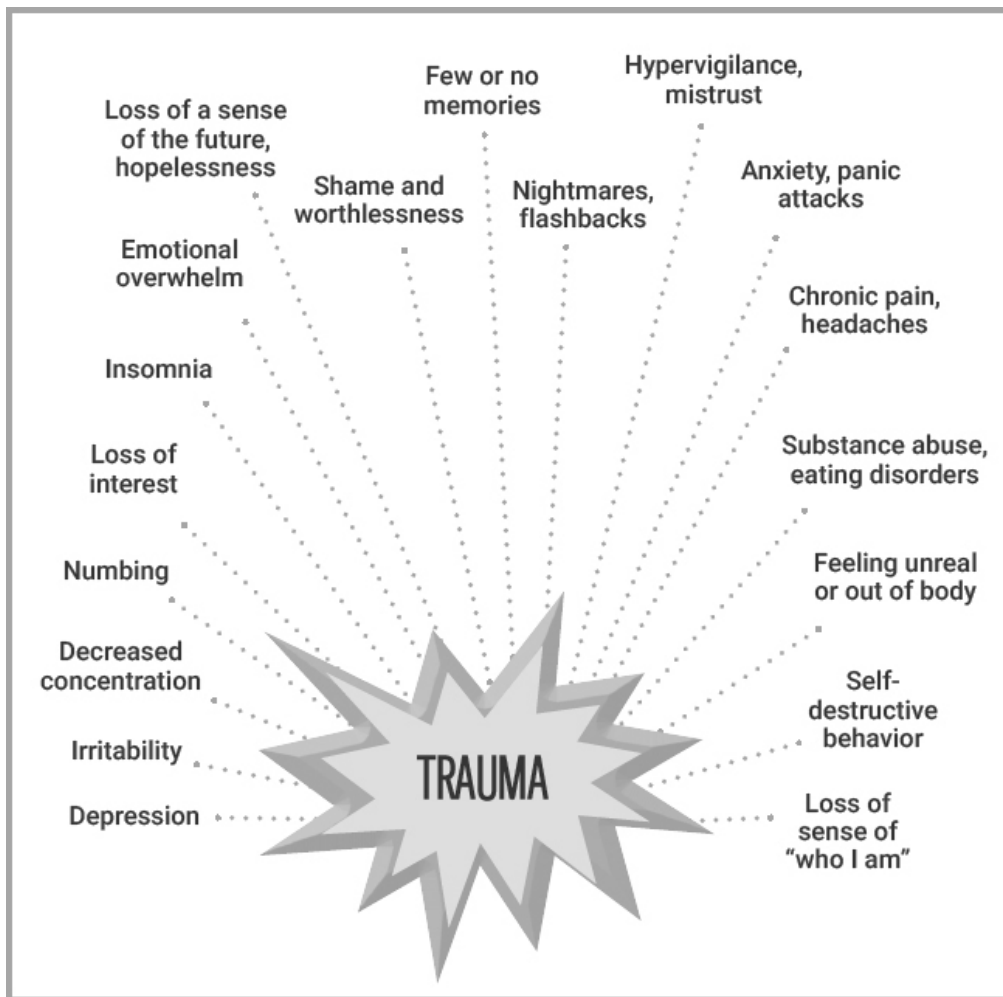 Few or no
memories
Hypervigilance,
mistrust
Loss of a sense
of the future,
hopelessness
Shame and
worthlessness
Nightmares,
flashbacks
Anxiety, panic
attacks
Emotional
overwhelm
Chronic pain,
headaches
Insomnia
Loss of
interest
Substance abuse,
eating disorders
Numbing
Feeling unreal
or out of body
Decreased
concentration
Self-
destructive
behavior
Irritability
TRAUMA
Depression
Loss of
sense of
“who I am”